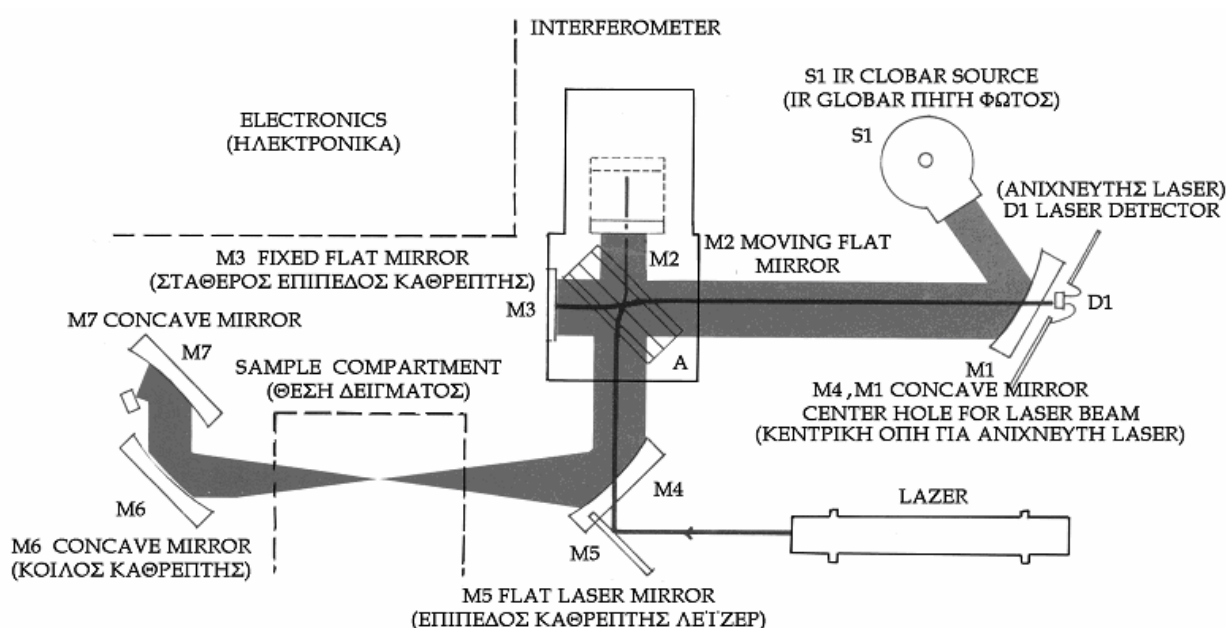 INTERFEROMETER
S1 IR CLOBAR SOURCE
(IR GLOBAR ΠΗΓΗ ΦΩΤΟΣ)
ELECTRONICS
(ΗΛΕΚΤΡΟΝΙΚΑ)
S1
(ΑΝΙΧΝΕΥΤΗΣ LASER)
D1 LASER DETECTOR
M3 FIXED FLAT MIRROR
(ΣΤΑΘΕΡΟΣ ΕΠΙΠΕΔΟΣ ΚΑΘΡΕΠΤΗΣ)
M2
M2 MOVING FLAT
MIRROR
M3
D1
M7 CONCAVE MIRROR
M7
SAMPLE COMPARTMENT
(ΘΕΣΗ ΔΕΙΓΜΑΤΟΣ)
A
M1
M4 , M1 CONCAVE MIRROR
CENTER HOLE FOR LASER BEAM
(ΚΕΝΤΡΙΚΗ ΟΠΗ ΓΙΑ ΑΝΙΧΝΕΥΤΗ LASER)
M6
M4
LAZER
M5
M6 CONCAVE MIRROR
(ΚΟΙΛΟΣ ΚΑΘΡΕΠΤΗΣ)
M5 FLAT LASER MIRROR
(ΕΠΙΠΕΔΟΣ ΚΑΘΡΕΠΤΗΣ ΛΕΪΖΕΡ)